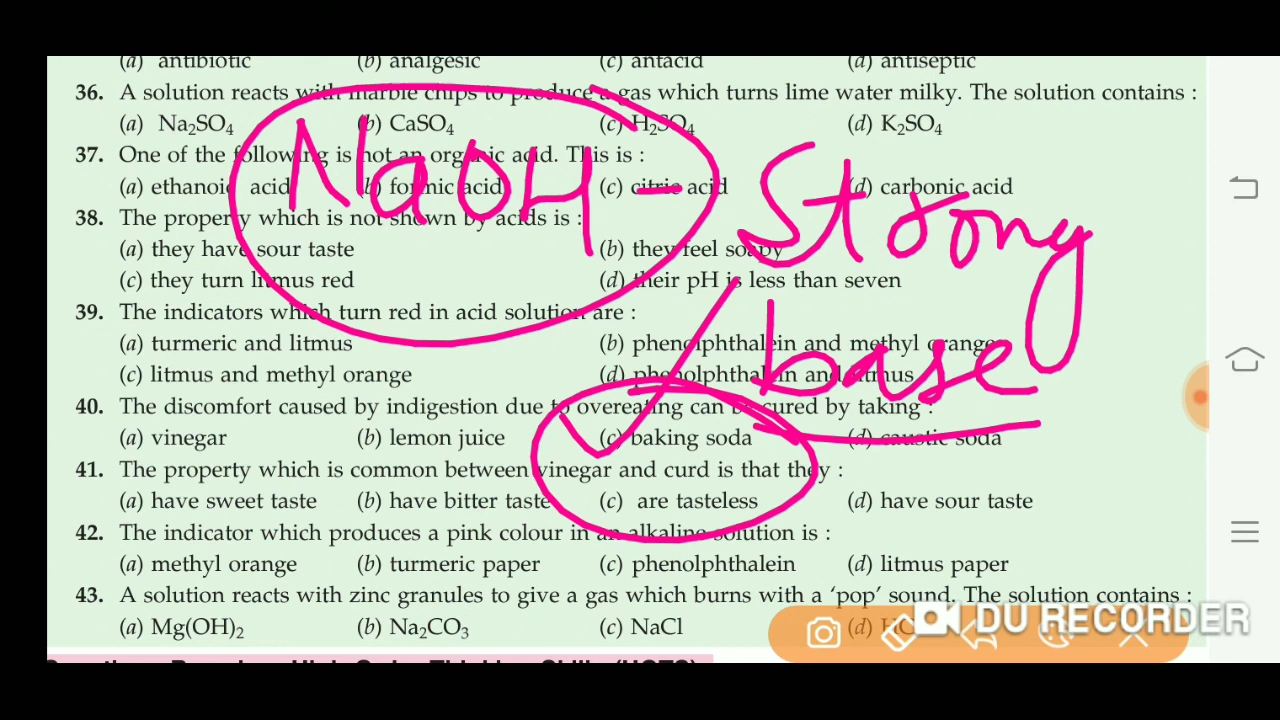 (a) antibiotic (b) analgesic (c) antacid (d) antiseptic
36. A solution reacts with marble chips to produce a gas which turns lime water milky. The solution contains :
(a) Na₂SO₄ (b) CaSO₄ (c) H₂SO₄ (d) K₂SO₄
37. One of the following is not an organic acid. This is :
(a) ethanoic acid (b) formic acid (c) citric acid (d) carbonic acid
NaOH - Strong base
38. The property which is not shown by acids is :
(a) they have sour taste (b) they feel soapy
(c) they turn litmus red (d) their pH is less than seven
39. The indicators which turn red in acid solution are :
(a) turmeric and litmus (b) phenolphthalein and methyl orange
(c) litmus and methyl orange (d) phenolphthalein and litmus
40. The discomfort caused by indigestion due to overeating can be cured by taking :
(a) vinegar (b) lemon juice (c) baking soda (d) caustic soda
41. The property which is common between vinegar and curd is that they :
(a) have sweet taste (b) have bitter taste (c) are tasteless (d) have sour taste
42. The indicator which produces a pink colour in an alkaline solution is :
(a) methyl orange (b) turmeric paper (c) phenolphthalein (d) litmus paper
43. A solution reacts with zinc granules to give a gas which burns with a ‘pop’ sound. The solution contains :
(a) Mg(OH)₂ (b) Na₂CO₃ (c) NaCl (d)
DU RECORDER